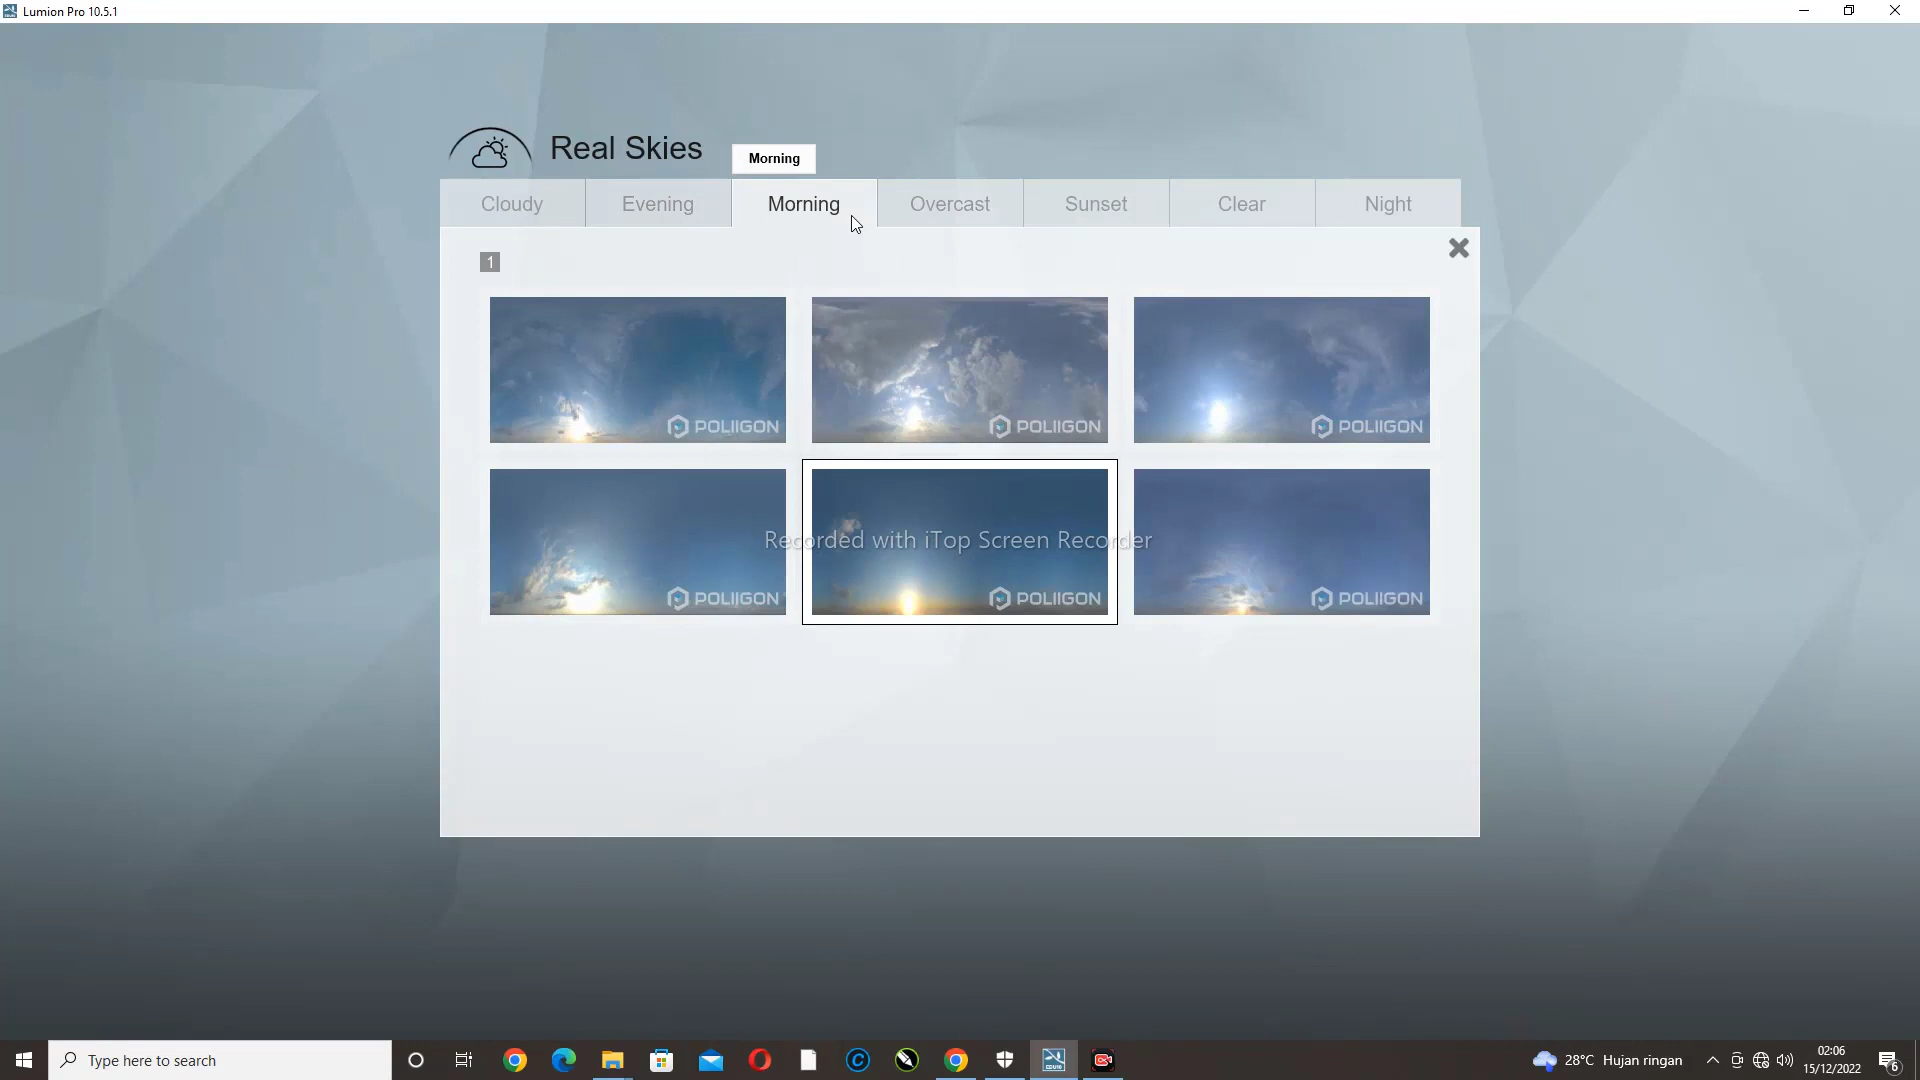 Lumion Pro 10.5.1
Real Skies
Morning
Cloudy Evening Morning Overcast Sunset Clear Night
1
POLIIGON POLIIGON POLIIGON
Recorded with iTop Screen Recorder
POLIIGON POLIIGON POLIIGON
Type here to search
28°C Hujan ringan
02:06
15/12/2022
6